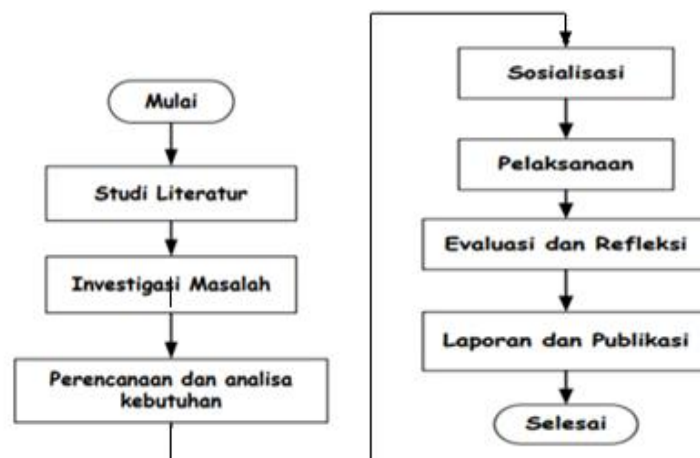 Mulai
Studi Literatur
Investigasi Masalah
Perencanaan dan analisa
kebutuhan
Sosialisasi
Pelaksanaan
Evaluasi dan Refleksi
Laporan dan Publikasi
Selesai